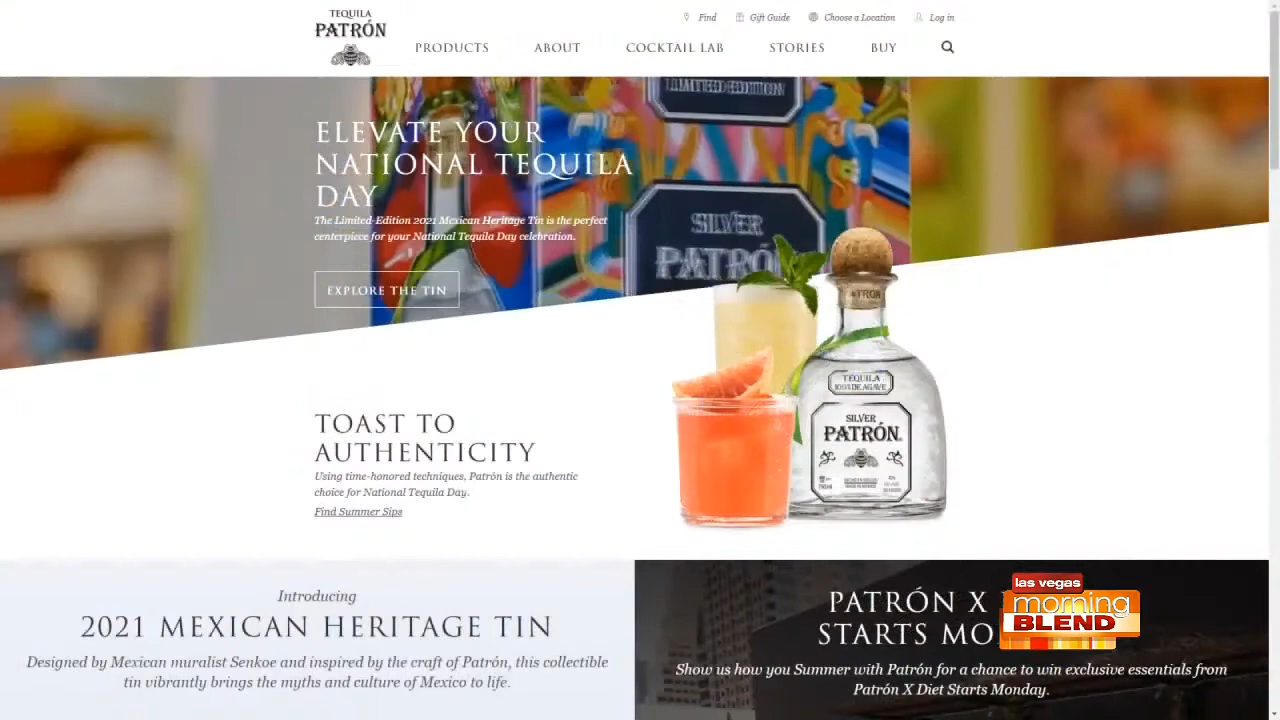 TEQUILA
PATRÓN
Find
Gift Guide
Choose a Location
Log in
PRODUCTS
ABOUT
COCKTAIL LAB
STORIES
BUY
ELEVATE YOUR
NATIONAL TEQUILA
DAY
The Limited-Edition 2021 Mexican Heritage Tin is the perfect
centerpiece for your National Tequila Day celebration.
EXPLORE THE TIN
SILVER
PATRÓ
TOAST TO
AUTHENTICITY
Using time-honored techniques, Patrón is the authentic
choice for National Tequila Day.
Find Summer Sips
TEQUILA
100% DE AGAVE
SILVER
PATRÓN
Introducing
2021 MEXICAN HERITAGE TIN
Designed by Mexican muralist Senkoe and inspired by the craft of Patrón, this collectible
tin vibrantly brings the myths and culture of Mexico to life.
PATRÓN X
STARTS MO
Show us how you Summer with Patrón for a chance to win exclusive essentials from
Patrón X Diet Starts Monday.
las vegas
morning
BLEND